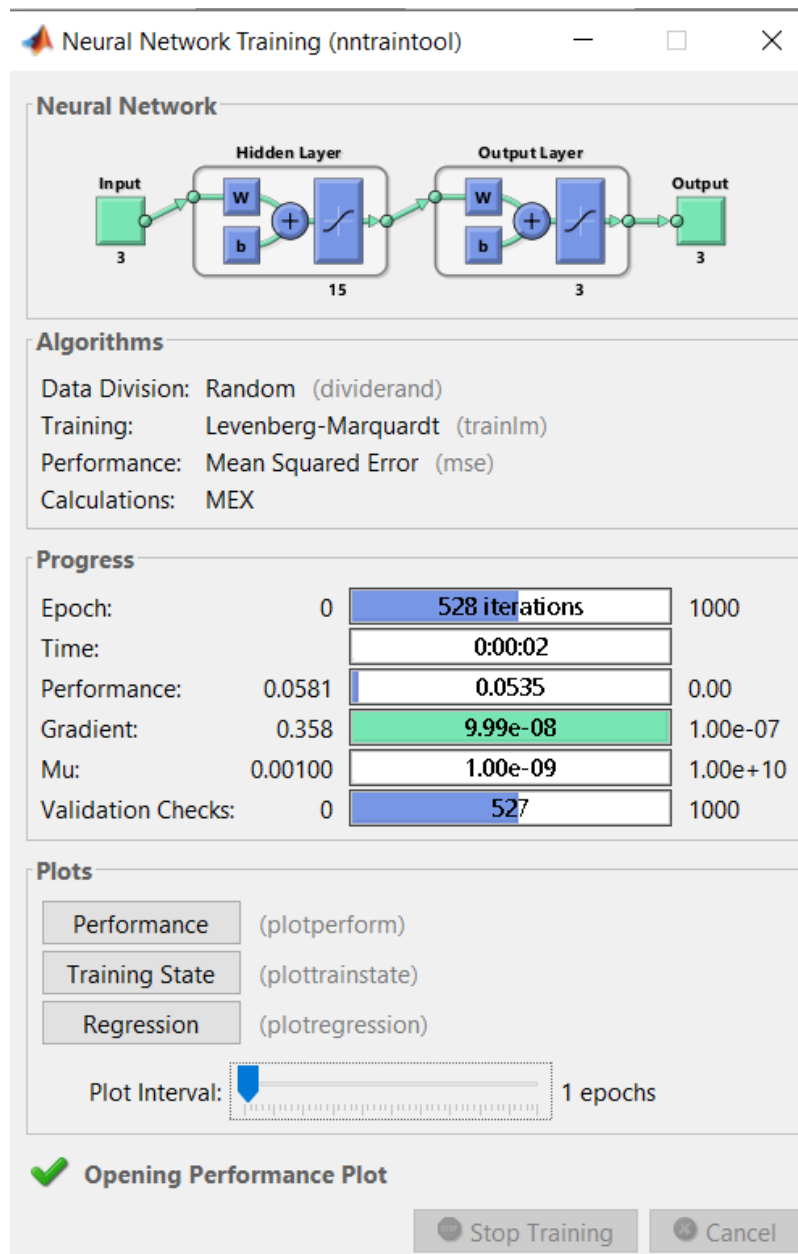 Neural Network Training (nntraintool)
Neural Network
Hidden Layer
Output Layer
Input
W
b
+
W
b
+
Output
3
15
3
3
Algorithms
Data Division: Random (dividerand)
Training: Levenberg-Marquardt (trainlm)
Performance: Mean Squared Error (mse)
Calculations: MEX
Progress
Epoch: 0 528 iterations 1000
Time: 0:00:02
Performance: 0.0581 0.0535 0.00
Gradient: 0.358 9.99e-08 1.00e-07
Mu: 0.00100 1.00e-09 1.00e+10
Validation Checks: 0 527 1000
Plots
Performance (plotperform)
Training State (plottrainstate)
Regression (plotregression)
Plot Interval: 1 epochs
Opening Performance Plot
Stop Training Cancel